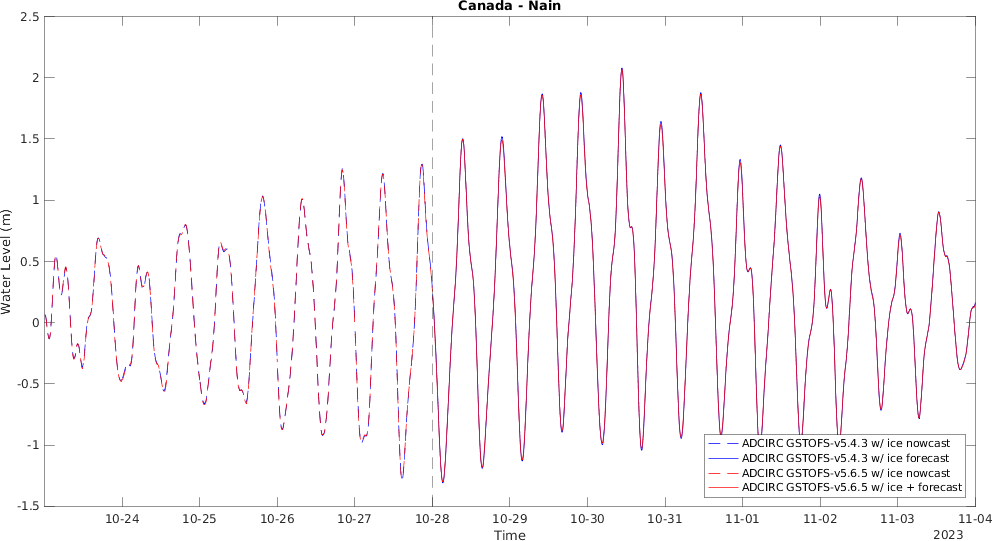 Canada - Nain
2.5
2
1.5
1
0.5
0
-0.5
-1
-1.5
Water Level (m)
ADCIRC GSTOFS-v5.4.3 w/ ice nowcast
ADCIRC GSTOFS-v5.4.3 w/ ice forecast
ADCIRC GSTOFS-v5.6.5 w/ ice nowcast
ADCIRC GSTOFS-v5.6.5 w/ ice + forecast
10-24 10-25 10-26 10-27 10-28 10-29 10-30 10-31 11-01 11-02 11-03 11-04
Time
2023